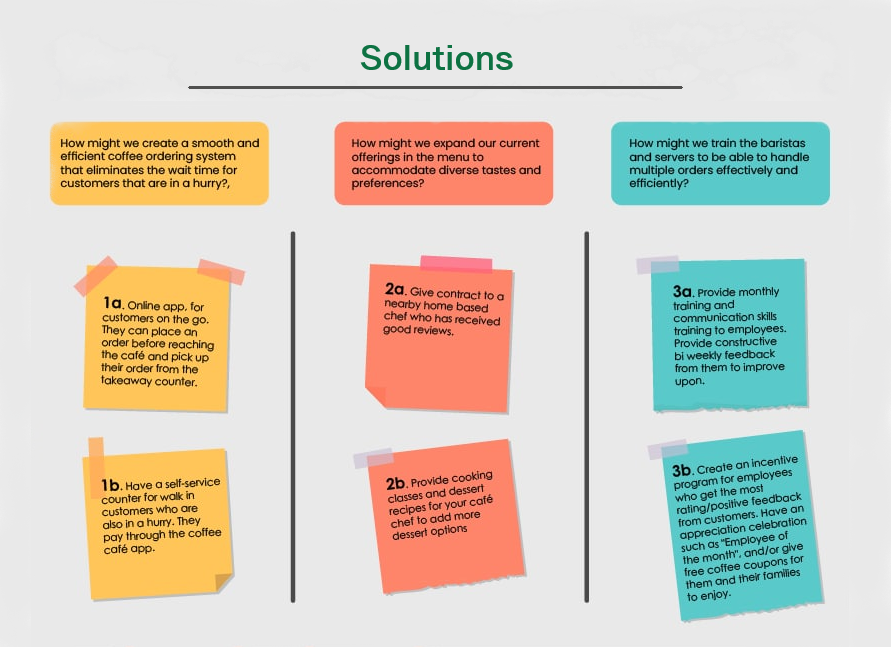 Solutions
How might we create a smooth and
efficient coffee ordering system
that eliminates the wait time for
customers that are in a hurry?,
How might we expand our current
offerings in the menu to
accommodate diverse tastes and
preferences?
How might we train the baristas
and servers to be able to handle
multiple orders effectively and
efficiently?
1a. Online app, for
customers on the go.
They can place an
order before reaching
the café and pick up
their order from the
takeaway counter.
2a. Give contract to a
nearby home based
chef who has received
good reviews.
3a. Provide monthly
training and
communication skills
training to employees.
Provide constructive
bi weekly feedback
from them to improve
upon.
1b. Have a self-service
counter for walk in
customers who are
also in a hurry. They
pay through the coffee
café app.
2b. Provide cooking
classes and dessert
recipes for your café
chef to add more
dessert options
3b. Create an incentive
program for employees
who get the most
rating/positive feedback
from customers. Have an
appreciation celebration
such as "Employee of
the month", and/or give
free coffee coupons for
them and their families
to enjoy.